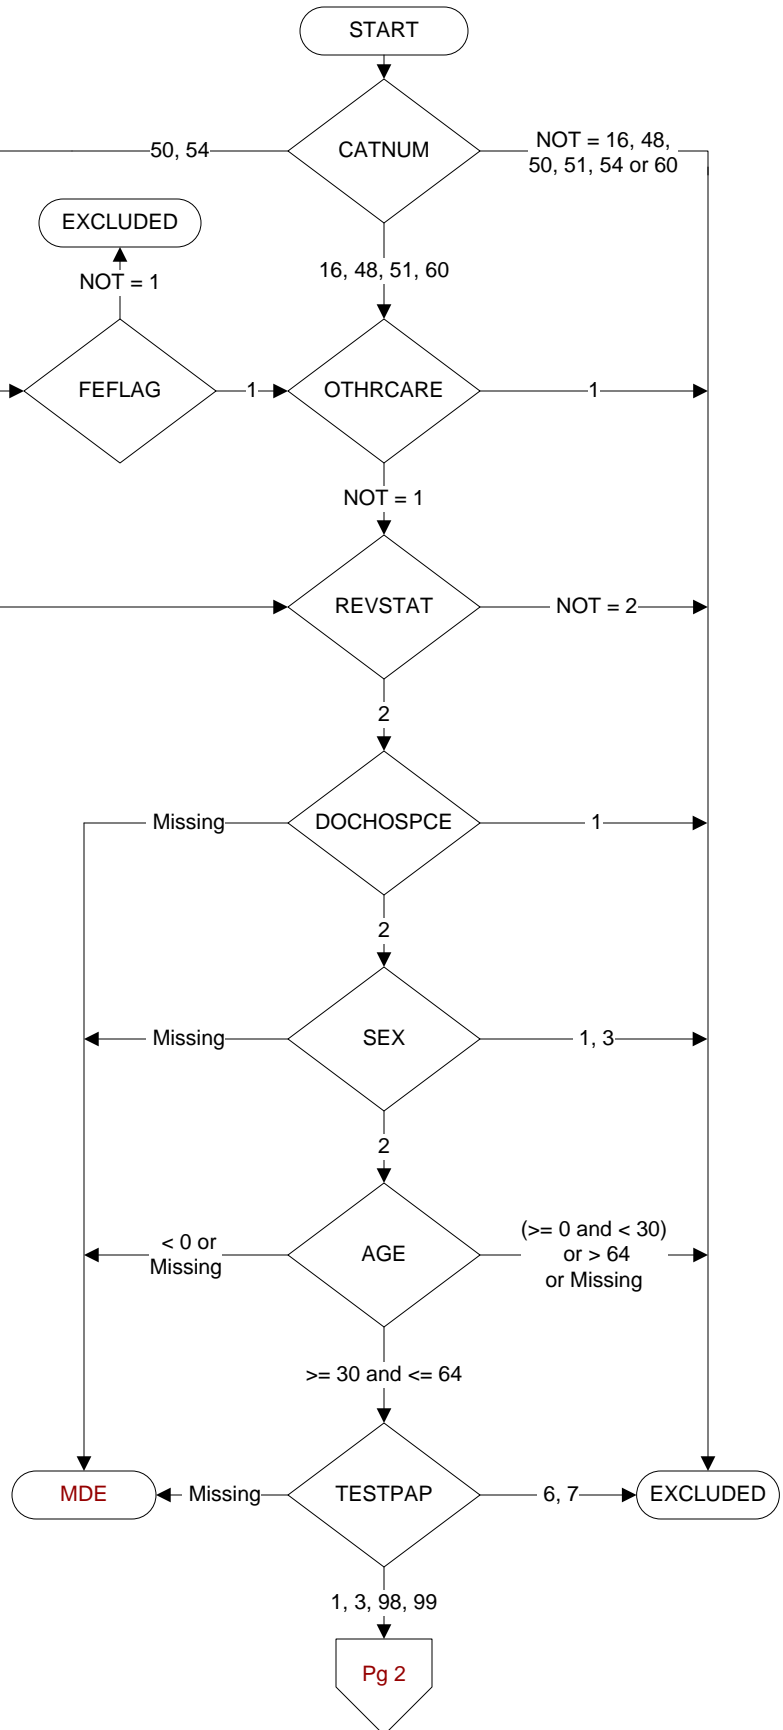 START
50, 54
CATNUM
NOT = 16, 48,
50, 51, 54 or 60
EXCLUDED
NOT = 1
16, 48, 51, 60
FEFLAG
1
OTHRCARE
1
NOT = 1
REVSTAT
NOT = 2
2
Missing
DOCHOSPCE
1
2
Missing
SEX
1, 3
2
< 0 or
Missing
AGE
(>= 0 and < 30)
or > 64
or Missing
>= 30 and <= 64
MDE
Missing
TESTPAP
6, 7
EXCLUDED
1, 3, 98, 99
Pg 2